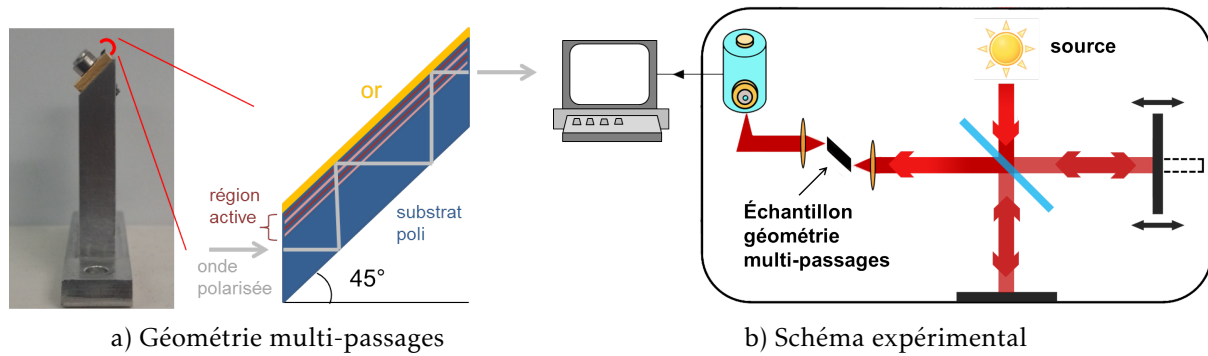 or
région
active
substrat
poli
onde
polarisée
45°
source
Échantillon
géométrie
multi-passages
a) Géométrie multi-passages
b) Schéma expérimental